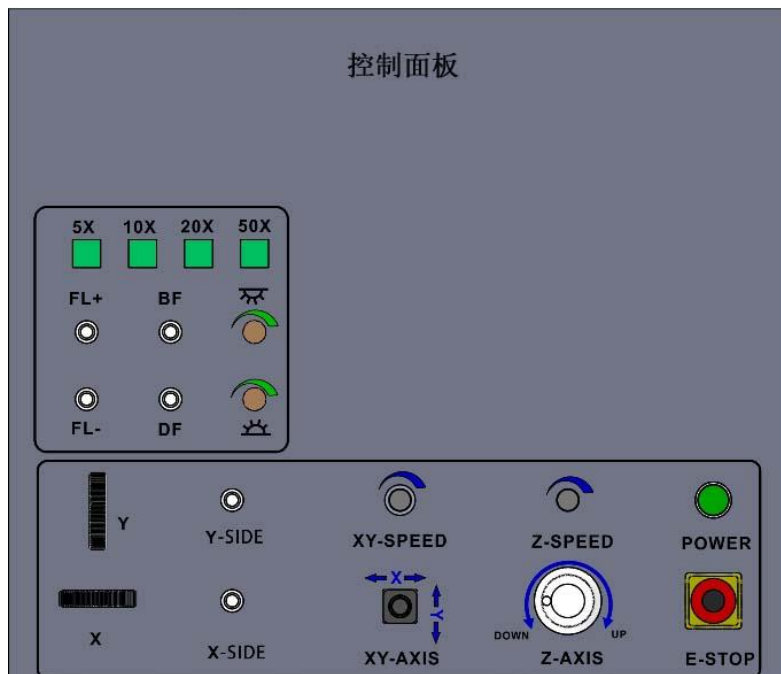 控制面板
5X 10X 20X 50X
FL+ BF
FL- DF
Y Y-SIDE XY-SPEED Z-SPEED POWER
X Y
DOWN UP
X X-SIDE XY-AXIS Z-AXIS E-STOP